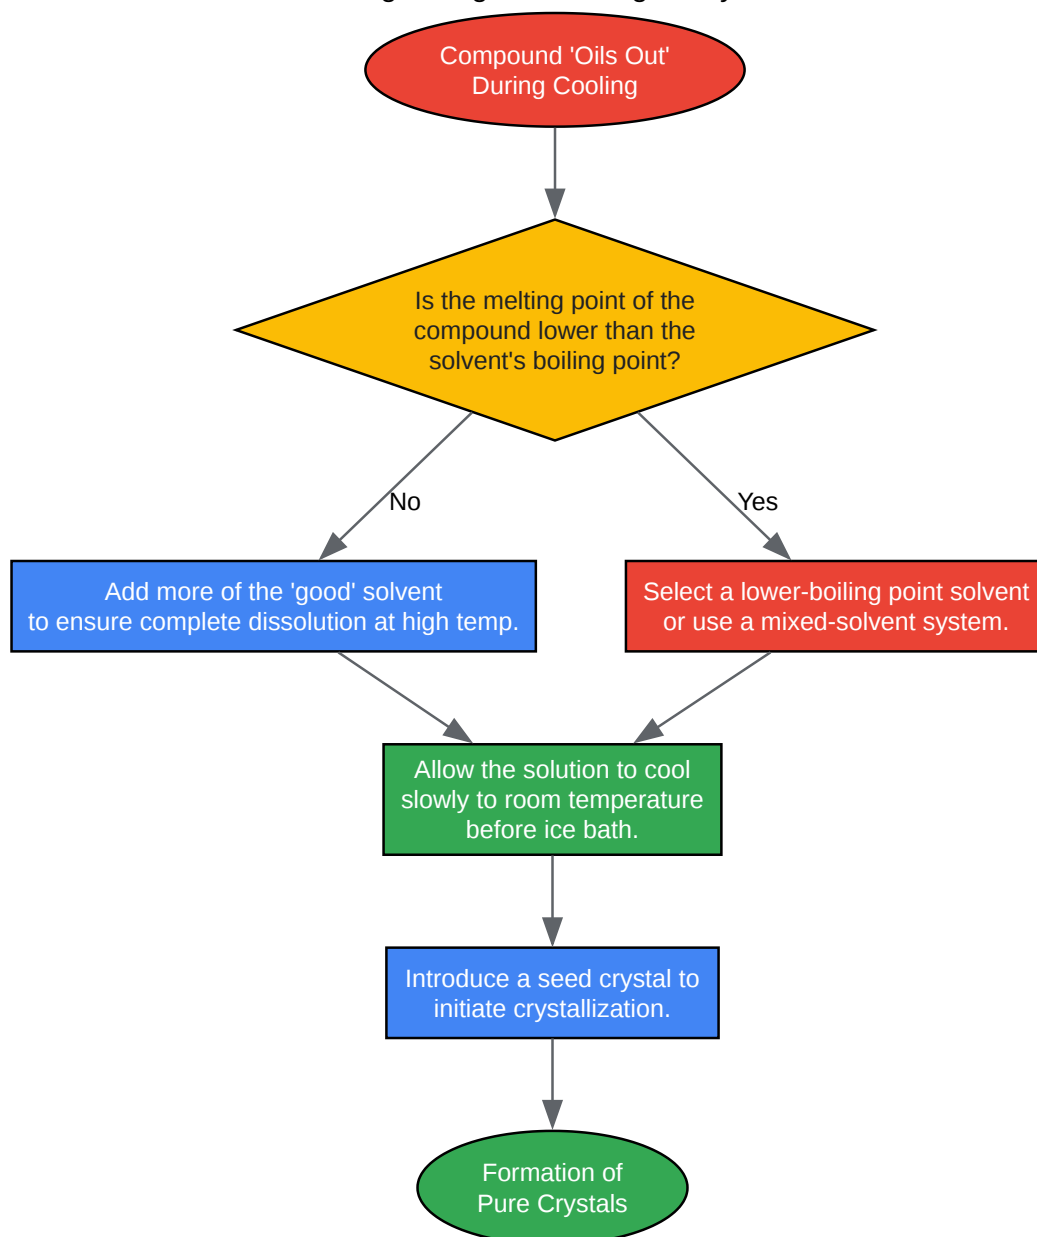 Compound 'Oils Out'
During Cooling
Is the melting point of the
compound lower than the
solvent's boiling point?
No
Yes
Add more of the 'good' solvent
to ensure complete dissolution at high temp.
Select a lower-boiling point solvent
or use a mixed-solvent system.
Allow the solution to cool
slowly to room temperature
before ice bath.
Introduce a seed crystal to
initiate crystallization.
Formation of
Pure Crystals